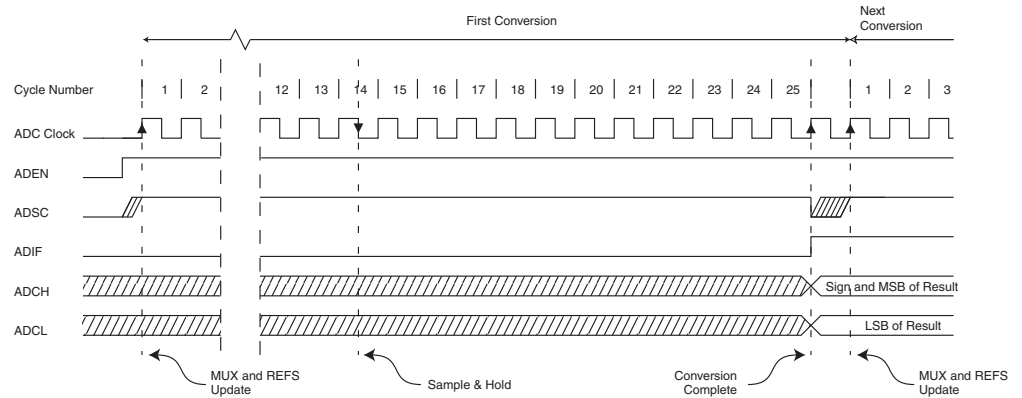 First Conversion
Next
Conversion
Cycle Number 1 2 12 13 14 15 16 17 18 19 20 21 22 23 24 25 1 2 3
ADC Clock
ADEN
ADSC
ADIF
ADCH Sign and MSB of Result
ADCL LSB of Result
MUX and REFS
Update
Sample & Hold
Conversion
Complete
MUX and REFS
Update